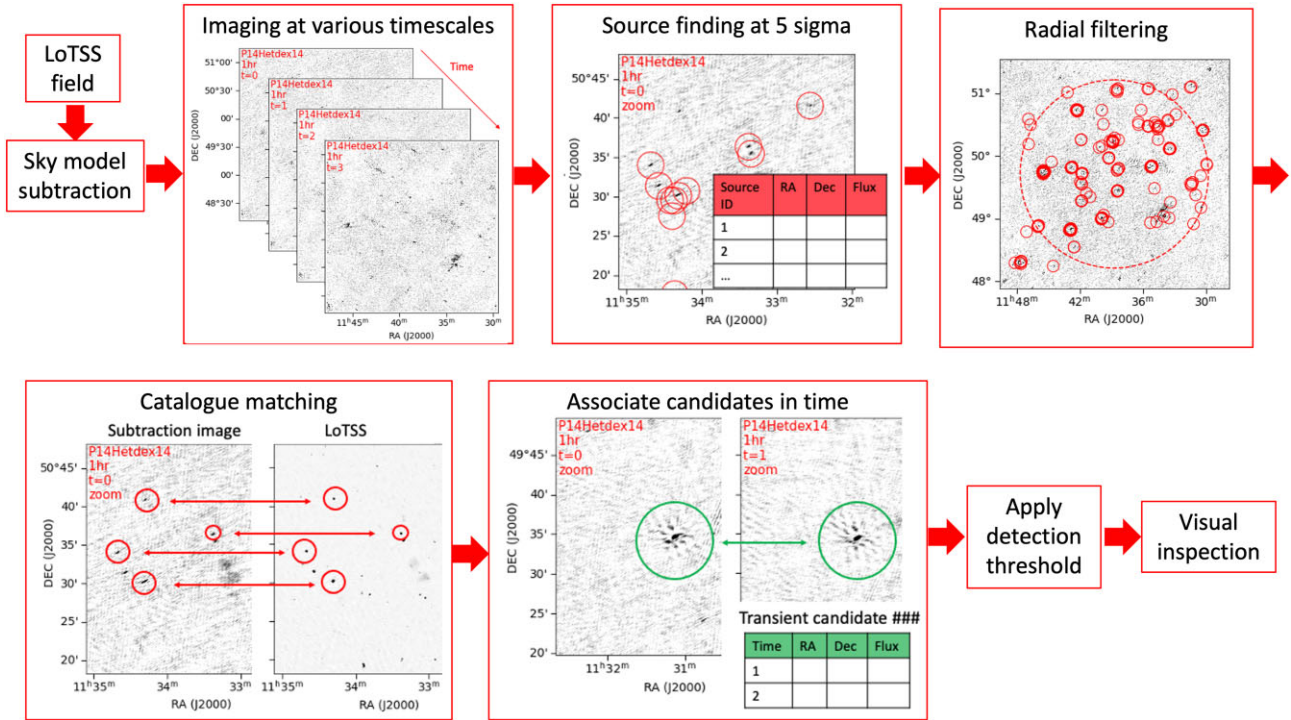 LoTSS
field
Sky model
subtraction
Imaging at various timescales
P14Hetdex14
1hr
t=0
P14Hetdex14
1hr
t=1
P14Hetdex14
1hr
t=2
P14Hetdex14
1hr
t=3
Time
51°00'
50°30'
00'
49°30'
00'
48°30'
DEC (J2000)
11ʰ45ᵐ 40ᵐ 35ᵐ 30ᵐ
RA (J2000)
Source finding at 5 sigma
P14Hetdex14
1hr
t=0
zoom
50°45'
40'
35'
30'
25'
20'
DEC (J2000)
Source ID RA Dec Flux
1
2
...
11ʰ35ᵐ 34ᵐ 33ᵐ 32ᵐ
RA (J2000)
Radial filtering
51°
50°
49°
48°
DEC (J2000)
11ʰ48ᵐ 42ᵐ 36ᵐ 30ᵐ
RA (J2000)
Catalogue matching
Subtraction image LoTSS
P14Hetdex14
1hr
t=0
zoom
50°45'
40'
35'
30'
25'
20'
DEC (J2000)
11ʰ35ᵐ 34ᵐ 33ᵐ 11ʰ35ᵐ 34ᵐ 33ᵐ
RA (J2000)
Associate candidates in time
P14Hetdex14
1hr
t=0
zoom
P14Hetdex14
1hr
t=1
zoom
49°45'
40'
35'
30'
25'
20'
DEC (J2000)
11ʰ32ᵐ 31ᵐ
RA (J2000)
Transient candidate ###
Time RA Dec Flux
1
2
Apply
detection
threshold
Visual
inspection